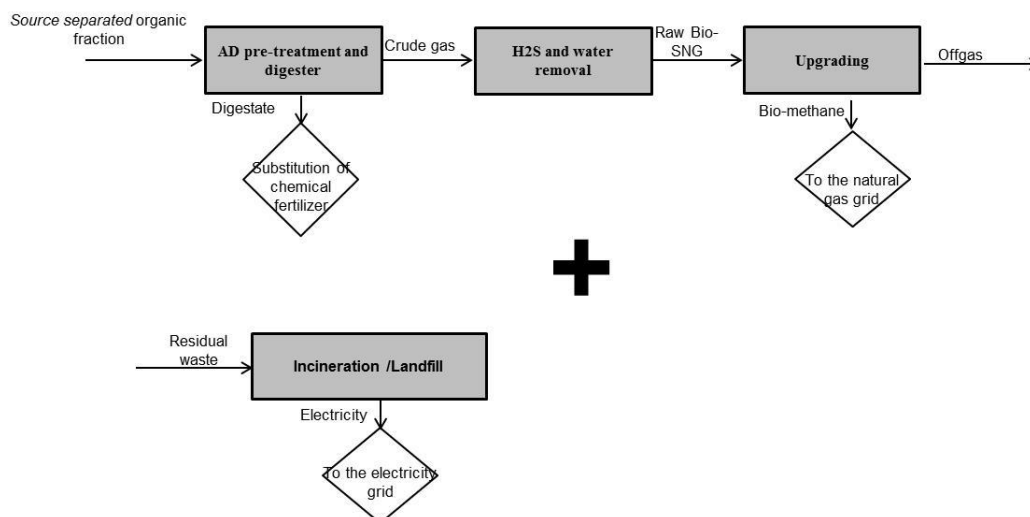 Source separated organic
fraction
AD pre-treatment and
digester
Crude gas
H2S and water
removal
Raw Bio-
SNG
Upgrading
Offgas
Digestate
Bio-methane
Substitution of
chemical
fertilizer
To the natural
gas grid
+
Residual
waste
Incineration /Landfill
Electricity
To the electricity
grid